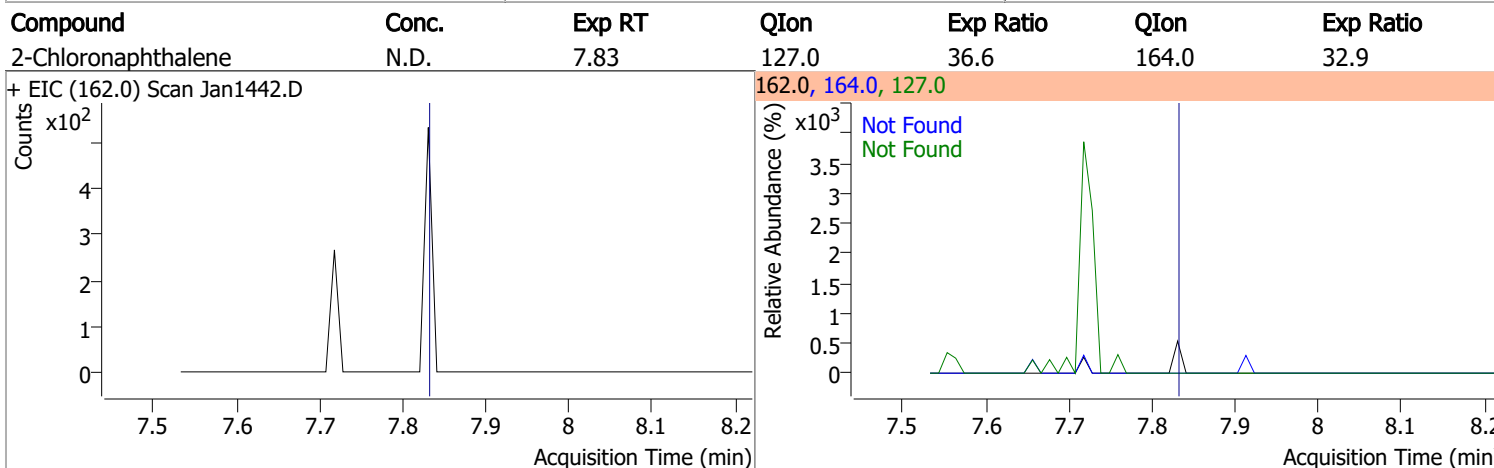 Compound Conc. Exp RT QIon Exp Ratio QIon Exp Ratio
2-Chloronaphthalene N.D. 7.83 127.0 36.6 164.0 32.9
+ EIC (162.0) Scan Jan1442.D
Counts
x10²
4
3
2
1
0
7.5 7.6 7.7 7.8 7.9 8 8.1 8.2
Acquisition Time (min)
162.0, 164.0, 127.0
Relative Abundance (%)
x10³
Not Found
Not Found
3.5
3
2.5
2
1.5
1
0.5
0
7.5 7.6 7.7 7.8 7.9 8 8.1 8.2
Acquisition Time (min)